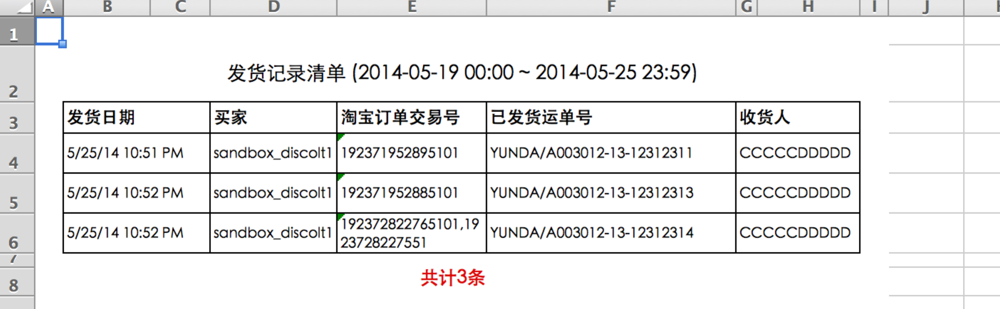 A B C D E F G H I J
1
2 发货记录清单 (2014-05-19 00:00 ~ 2014-05-25 23:59)
3 发货日期 买家 淘宝订单交易号 已发货运单号 收货人
4 5/25/14 10:51 PM sandbox_discolt1 192371952895101 YUNDA/A003012-13-12312311 CCCCCDDDDD
5 5/25/14 10:52 PM sandbox_discolt1 192371952885101 YUNDA/A003012-13-12312313 CCCCCDDDDD
6 5/25/14 10:52 PM sandbox_discolt1 192372822765101,19
23728227551 YUNDA/A003012-13-12312314 CCCCCDDDDD
7
8 共计3条